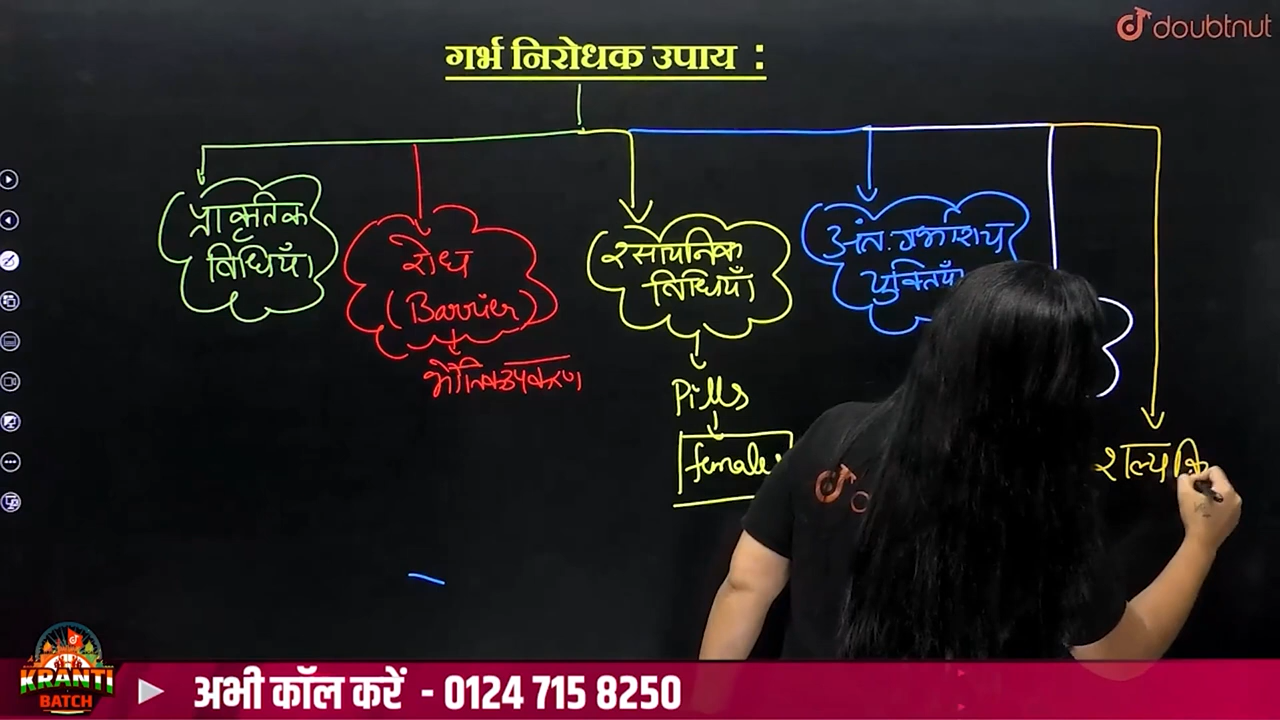 doubtnut
गर्भ निरोधक उपाय :
प्राकृतिक
विधियाँ
रोध
(Barrier)
भौतिक उपकरण
रसायनिक
विधियाँ
Pills
female
अंतः गर्भाशय
युक्तियाँ
शल्य क्रि
KRANTI
BATCH
अभी कॉल करें - 0124 715 8250